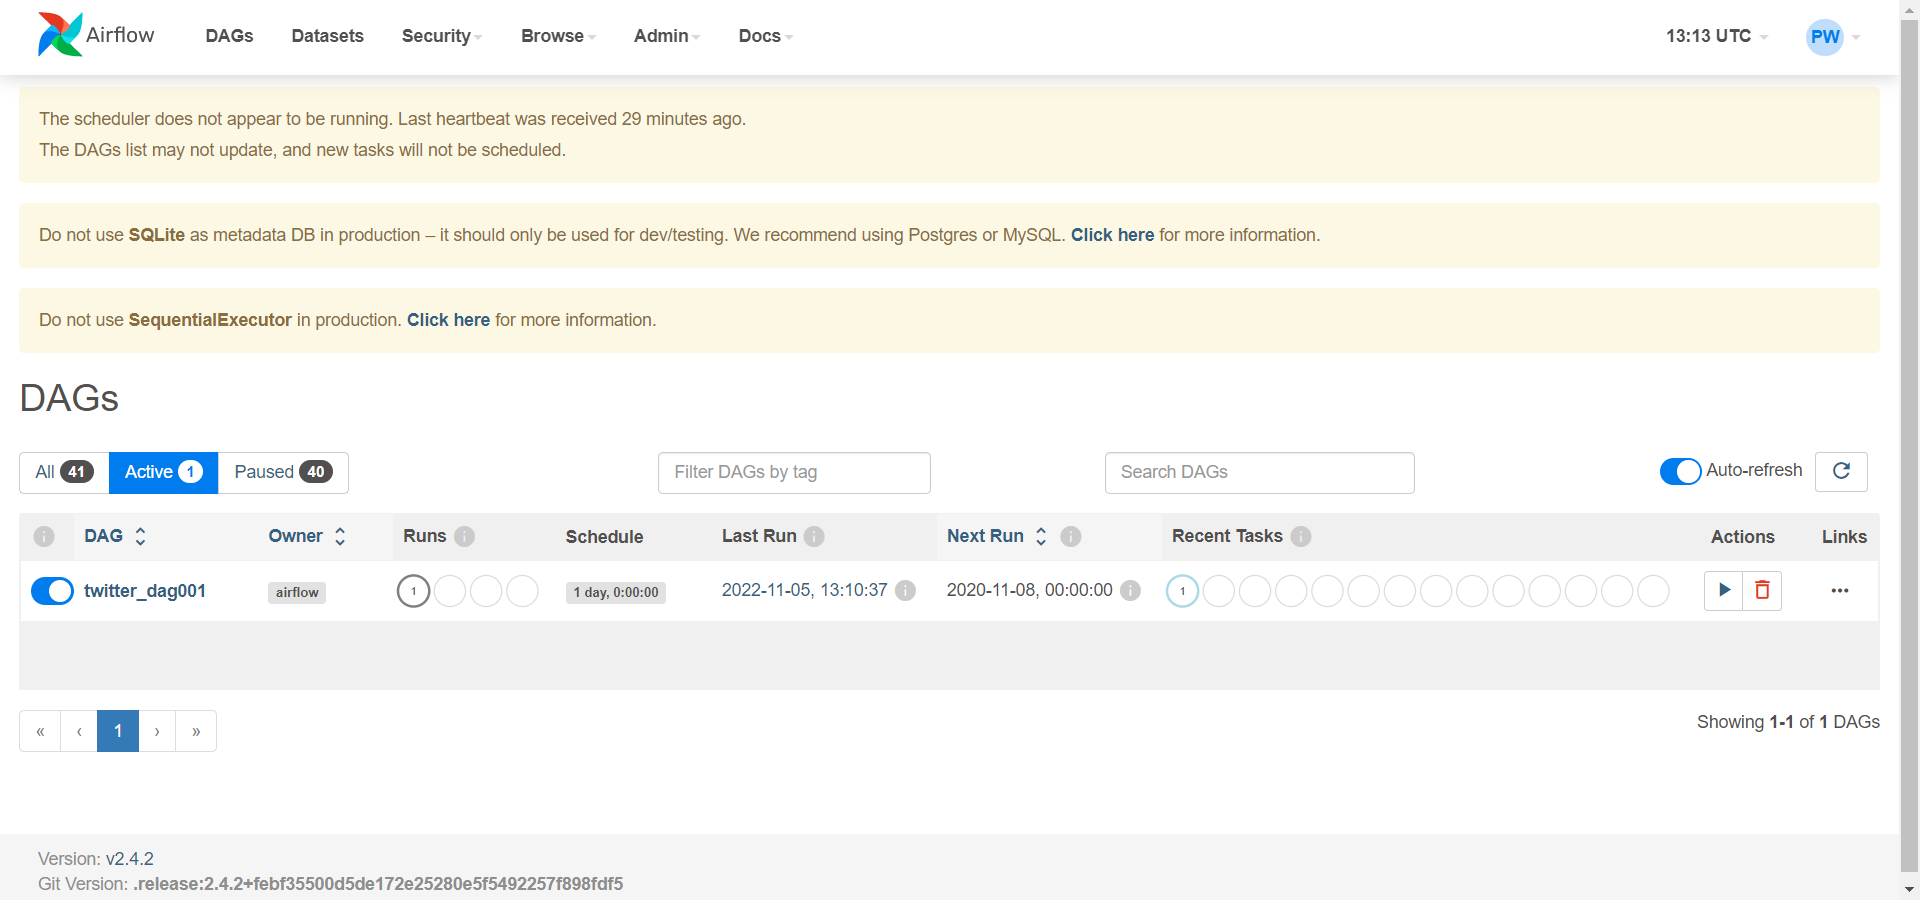 Airflow DAGs Datasets Security Browse Admin Docs 13:13 UTC PW
The scheduler does not appear to be running. Last heartbeat was received 29 minutes ago.
The DAGs list may not update, and new tasks will not be scheduled.
Do not use SQLite as metadata DB in production – it should only be used for dev/testing. We recommend using Postgres or MySQL. Click here for more information.
Do not use SequentialExecutor in production. Click here for more information.
DAGs
All 41 Active 1 Paused 40 Filter DAGs by tag Search DAGs Auto-refresh
i DAG Owner Runs i Schedule Last Run i Next Run i Recent Tasks i Actions Links
twitter_dag001 airflow 1 1 day, 0:00:00 2022-11-05, 13:10:37 i 2020-11-08, 00:00:00 i 1 ...
« ‹ 1 › » Showing 1-1 of 1 DAGs
Version: v2.4.2
Git Version: .release:2.4.2+febf35500d5de172e25280e5f5492257f898fdf5